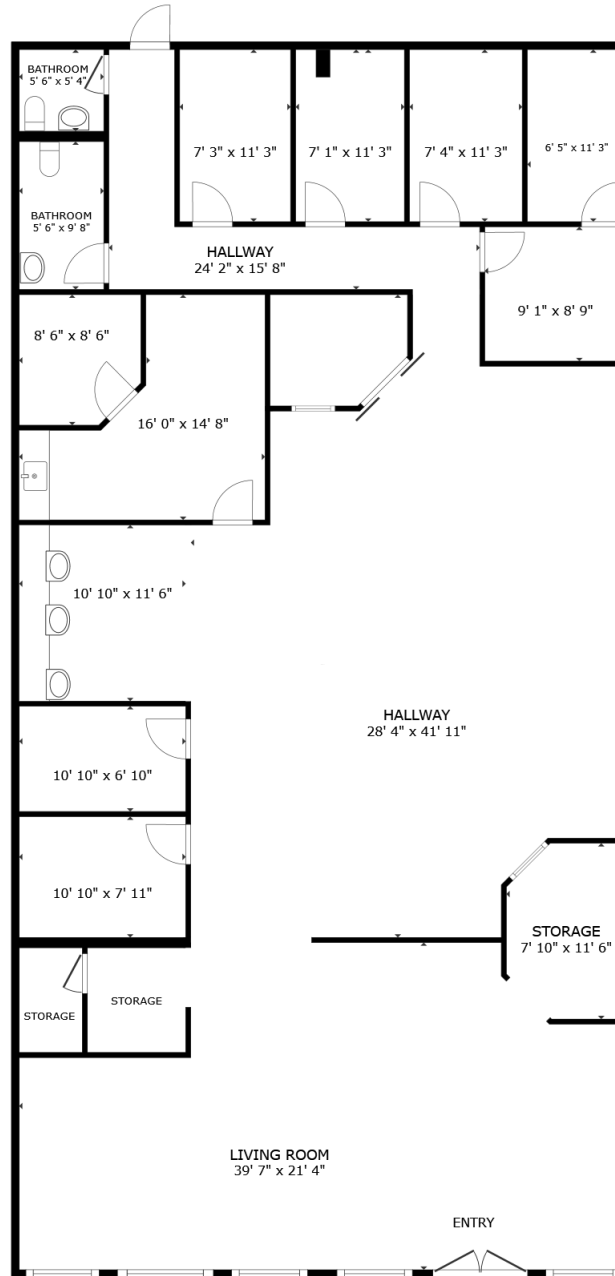 BATHROOM
5' 6" x 5' 4"
7' 3" x 11' 3"
7' 1" x 11' 3"
7' 4" x 11' 3"
6' 5" x 11' 3"
BATHROOM
5' 6" x 9' 8"
HALLWAY
24' 2" x 15' 8"
9' 1" x 8' 9"
8' 6" x 8' 6"
16' 0" x 14' 8"
10' 10" x 11' 6"
HALLWAY
28' 4" x 41' 11"
10' 10" x 6' 10"
10' 10" x 7' 11"
STORAGE
7' 10" x 11' 6"
STORAGE
STORAGE
LIVING ROOM
39' 7" x 21' 4"
ENTRY